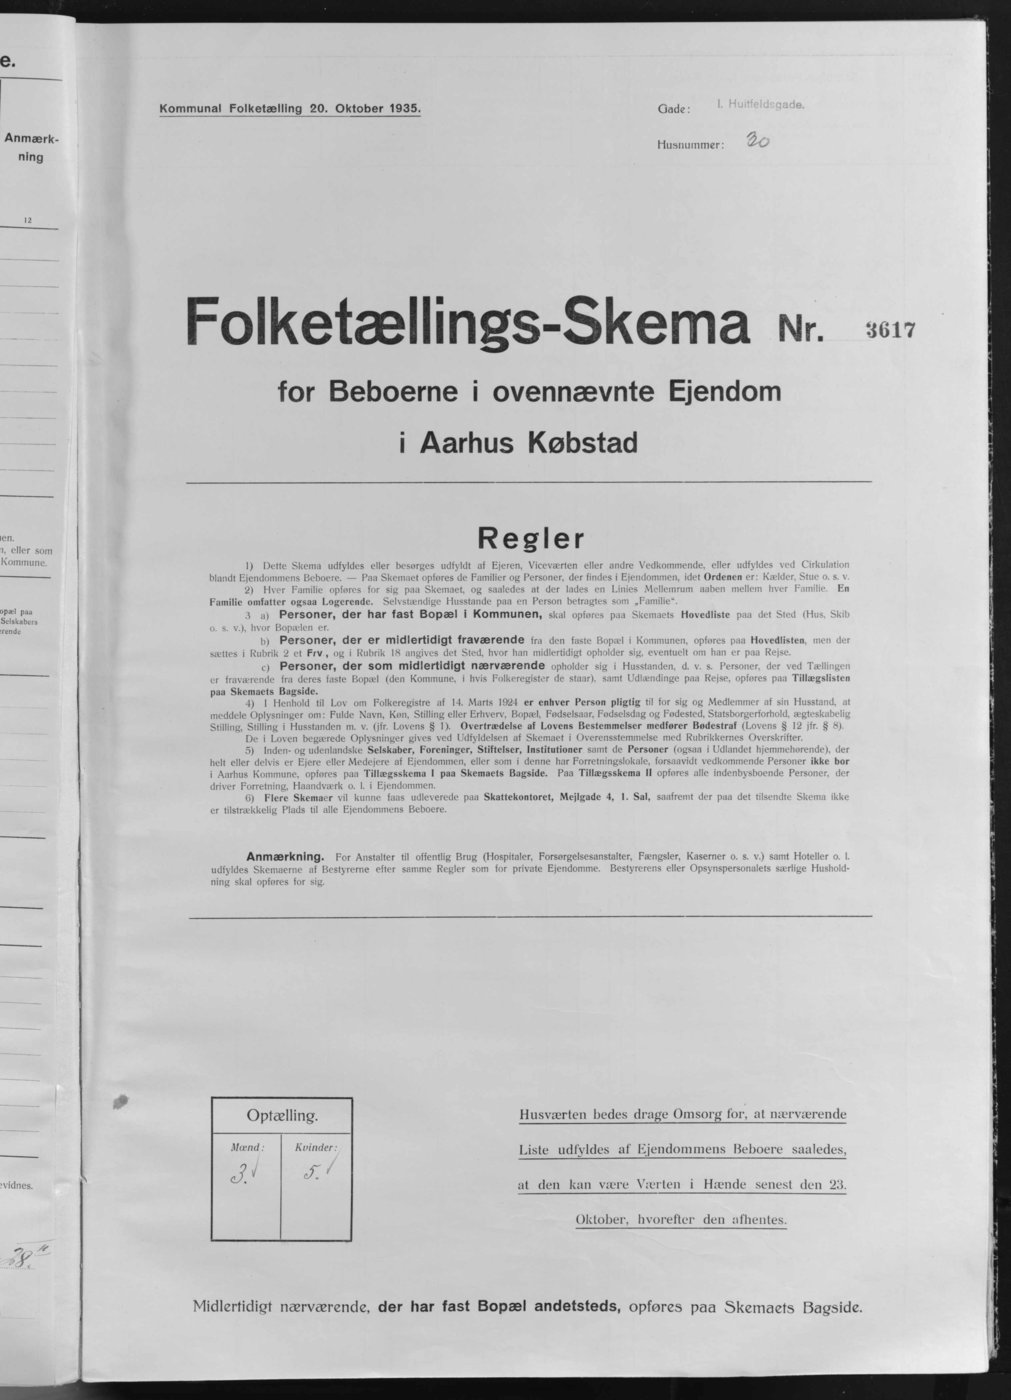 e.
Anmærk-
ning
12
en.
n, eller som
Kommune.
opæl paa
Selskabers
rende
evidnes.
28.
Kommunal Folketælling 20. Oktober 1935.
Gade: I. Huitfeldsgade.
Husnummer: 20
Folketællings-Skema Nr. 3617
for Beboerne i ovennævnte Ejendom
i Aarhus Købstad
Regler
1) Dette Skema udfyldes eller besørges udfyldt af Ejeren, Viceværten eller andre Vedkommende, eller udfyldes ved Cirkulation
blandt Ejendommens Beboere. — Paa Skemaet opføres de Familier og Personer, der findes i Ejendommen, idet Ordenen er: Kælder, Stue o. s. v.
2) Hver Familie opføres for sig paa Skemaet, og saaledes at der lades en Linies Mellemrum aaben mellem hver Familie. En
Familie omfatter ogsaa Logerende. Selvstændige Husstande paa en Person betragtes som „Familie“.
3 a) Personer, der har fast Bopæl i Kommunen, skal opføres paa Skemaets Hovedliste paa det Sted (Hus, Skib
o. s. v.), hvor Bopælen er.
b) Personer, der er midlertidigt fraværende fra den faste Bopæl i Kommunen, opføres paa Hovedlisten, men der
sættes i Rubrik 2 et Frv., og i Rubrik 18 angives det Sted, hvor han midlertidigt opholder sig, eventuelt om han er paa Rejse.
c) Personer, der som midlertidigt nærværende opholder sig i Husstanden, d. v. s. Personer, der ved Tællingen
er fraværende fra deres faste Bopæl (den Kommune, i hvis Folkeregister de staar), samt Udlændinge paa Rejse, opføres paa Tillægslisten
paa Skemaets Bagside.
4) I Henhold til Lov om Folkeregistre af 14. Marts 1924 er enhver Person pligtig til for sig og Medlemmer af sin Husstand, at
meddele Oplysninger om: Fulde Navn, Køn, Stilling eller Erhverv, Bopæl, Fødselsaar, Fødselsdag og Fødested, Statsborgerforhold, ægteskabelig
Stilling, Stilling i Husstanden m. v. (jfr. Lovens § 1). Overtrædelse af Lovens Bestemmelser medfører Bødestraf (Lovens § 12 jfr. § 8).
De i Loven begærede Oplysninger gives ved Udfyldelsen af Skemaet i Overensstemmelse med Rubrikkernes Overskrifter.
5) Inden- og udenlandske Selskaber, Foreninger, Stiftelser, Institutioner samt de Personer (ogsaa i Udlandet hjemmehørende), der
helt eller delvis er Ejere eller Medejere af Ejendommen, eller som i denne har Forretningslokale, forsaavidt vedkommende Personer ikke bor
i Aarhus Kommune, opføres paa Tillægsskema I paa Skemaets Bagside. Paa Tillægsskema II opføres alle indenbysboende Personer, der
driver Forretning, Haandværk o. l. i Ejendommen.
6) Flere Skemaer vil kunne faas udleverede paa Skattekontoret, Mejlgade 4, 1. Sal, saafremt der paa det tilsendte Skema ikke
er tilstrækkelig Plads til alle Ejendommens Beboere.
Anmærkning. For Anstalter til offentlig Brug (Hospitaler, Forsørgelsesanstalter, Fængsler, Kaserner o. s. v.) samt Hoteller o. l.
udfyldes Skemaerne af Bestyrerne efter samme Regler som for private Ejendomme. Bestyrerens eller Opsynspersonalets særlige Hushold-
ning skal opføres for sig.
Optælling.
Mænd: Kvinder:
3. 5.
Husværten bedes drage Omsorg for, at nærværende
Liste udfyldes af Ejendommens Beboere saaledes,
at den kan være Værten i Hænde senest den 23.
Oktober, hvorefter den afhentes.
Midlertidigt nærværende, der har fast Bopæl andetsteds, opføres paa Skemaets Bagside.